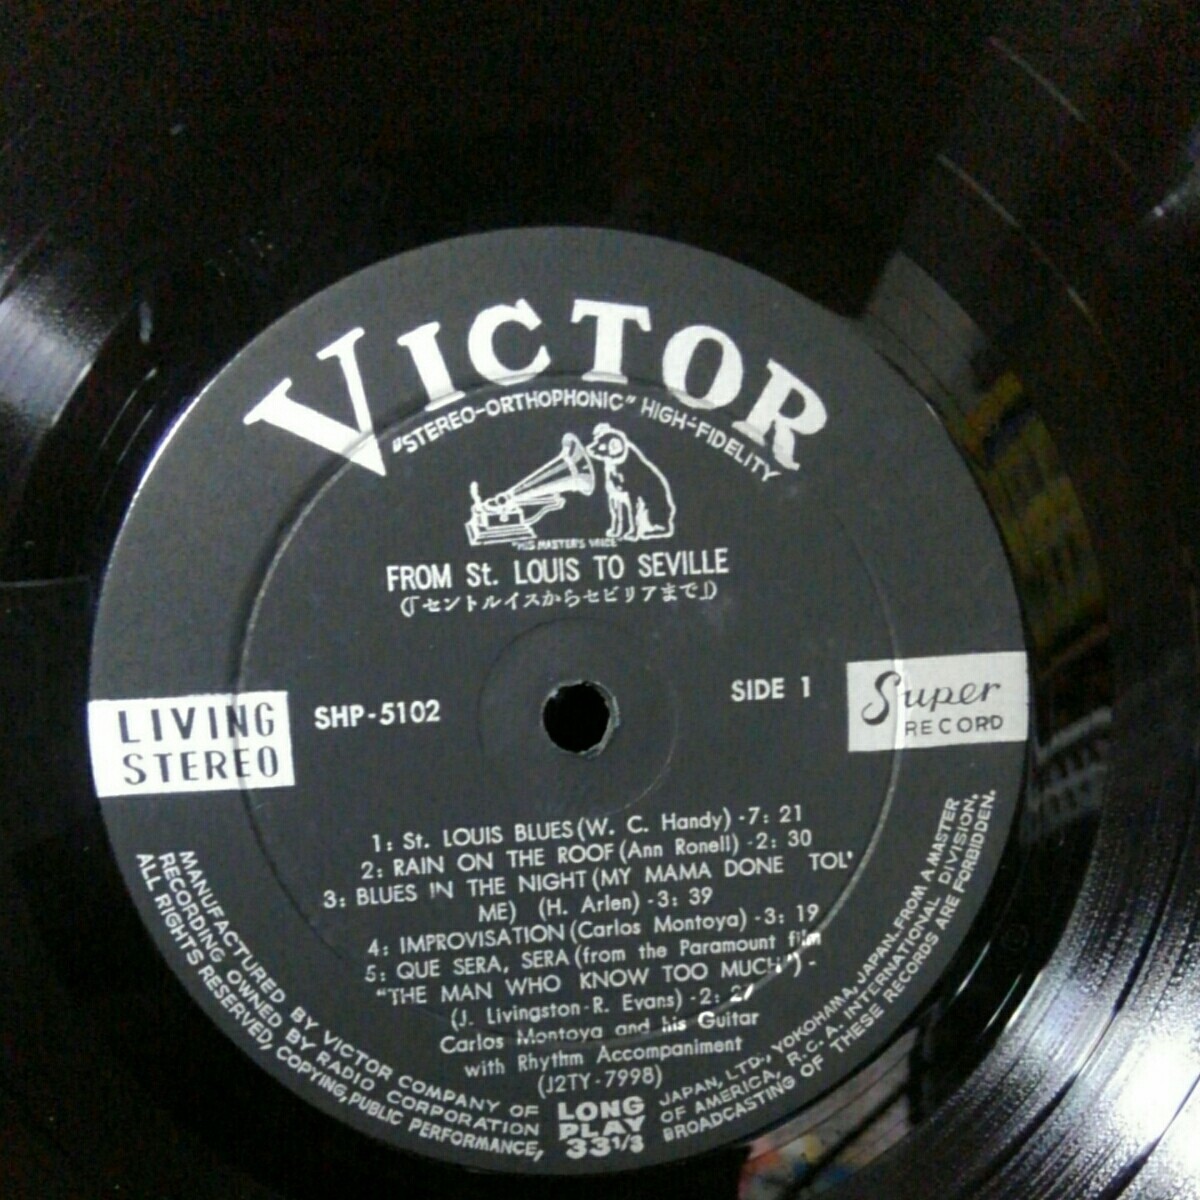 VICTOR
"STEREO-ORTHOPHONIC" HIGH-FIDELITY
"HIS MASTER'S VOICE"
FROM St. LOUIS TO SEVILLE
(「セントルイスからセビリアまで」)
LIVING
STEREO
SHP-5102
SIDE 1
Super
RECORD
1: St. LOUIS BLUES (W. C. Handy) -7: 21
2: RAIN ON THE ROOF (Ann Ronell) -2: 30
3: BLUES IN THE NIGHT (MY MAMA DONE TOL'
ME) (H. Arlen) -3: 39
4: IMPROVISATION (Carlos Montoya) -3: 19
5: QUE SERA, SERA (from the Paramount film
"THE MAN WHO KNOW TOO MUCH") -
(J. Livingston-R. Evans) -2:
Carlos Montoya and his Guitar
with Rhythm Accompaniment
(J2TY-7998)
LONG
PLAY
33 1/3
MANUFACTURED BY VICTOR COMPANY OF JAPAN, LTD., YOKOHAMA, JAPAN. FROM A MASTER
RECORDING OWNED BY RADIO CORPORATION OF AMERICA, R.C.A. INTERNATIONAL DIVISION,
ALL RIGHTS RESERVED, COPYING, PUBLIC PERFORMANCE, BROADCASTING OF THESE RECORDS ARE FORBIDDEN.